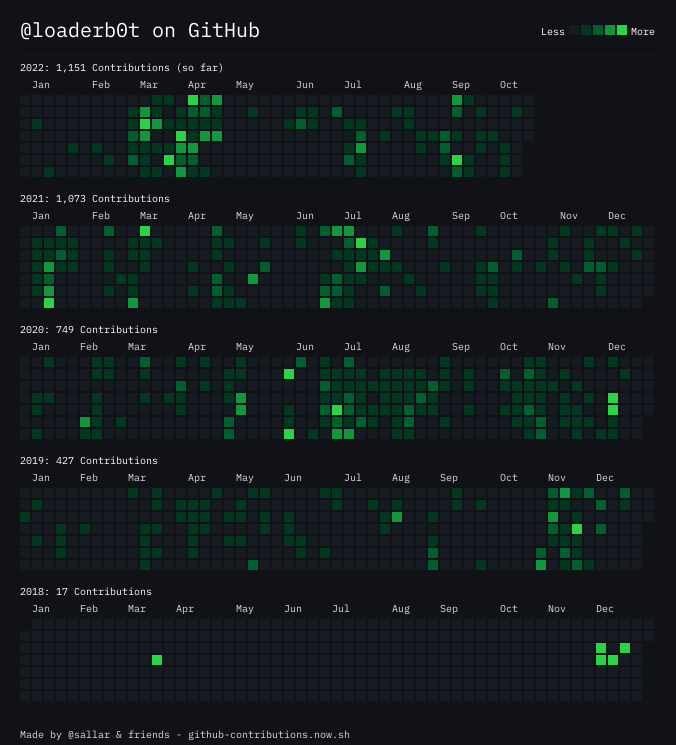 @loaderb0t on GitHub
Less More
2022: 1,151 Contributions (so far)
Jan Feb Mar Apr May Jun Jul Aug Sep Oct
2021: 1,073 Contributions
Jan Feb Mar Apr May Jun Jul Aug Sep Oct Nov Dec
2020: 749 Contributions
Jan Feb Mar Apr May Jun Jul Aug Sep Oct Nov Dec
2019: 427 Contributions
Jan Feb Mar Apr May Jun Jul Aug Sep Oct Nov Dec
2018: 17 Contributions
Jan Feb Mar Apr May Jun Jul Aug Sep Oct Nov Dec
Made by @sallar & friends - github-contributions.now.sh